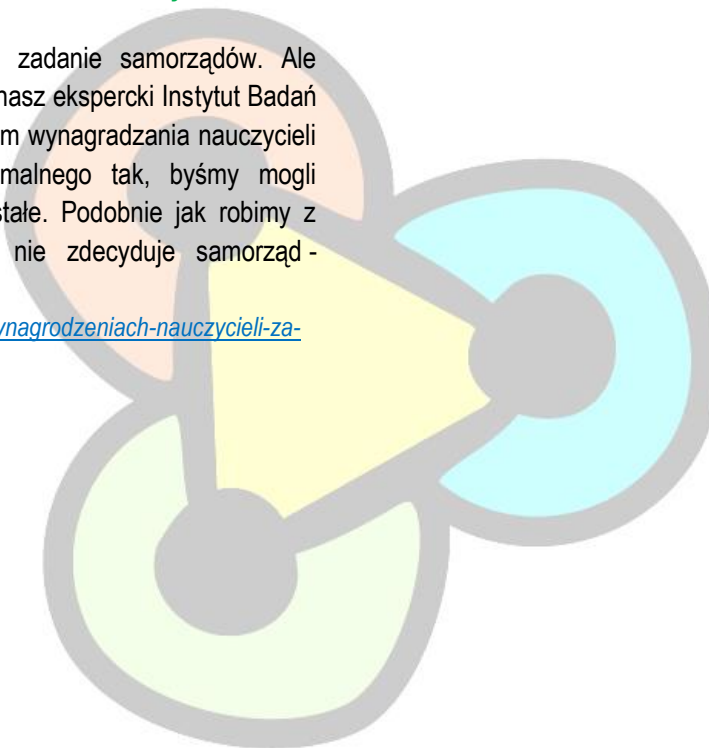 zadanie samorządów. Ale
nasz ekspercki Instytut Badań
m wynagradzania nauczycieli
malnego tak, byśmy mogli
stałe. Podobnie jak robimy z
nie zdecyduje samorząd -
ynagrodzeniach-nauczycieli-za-